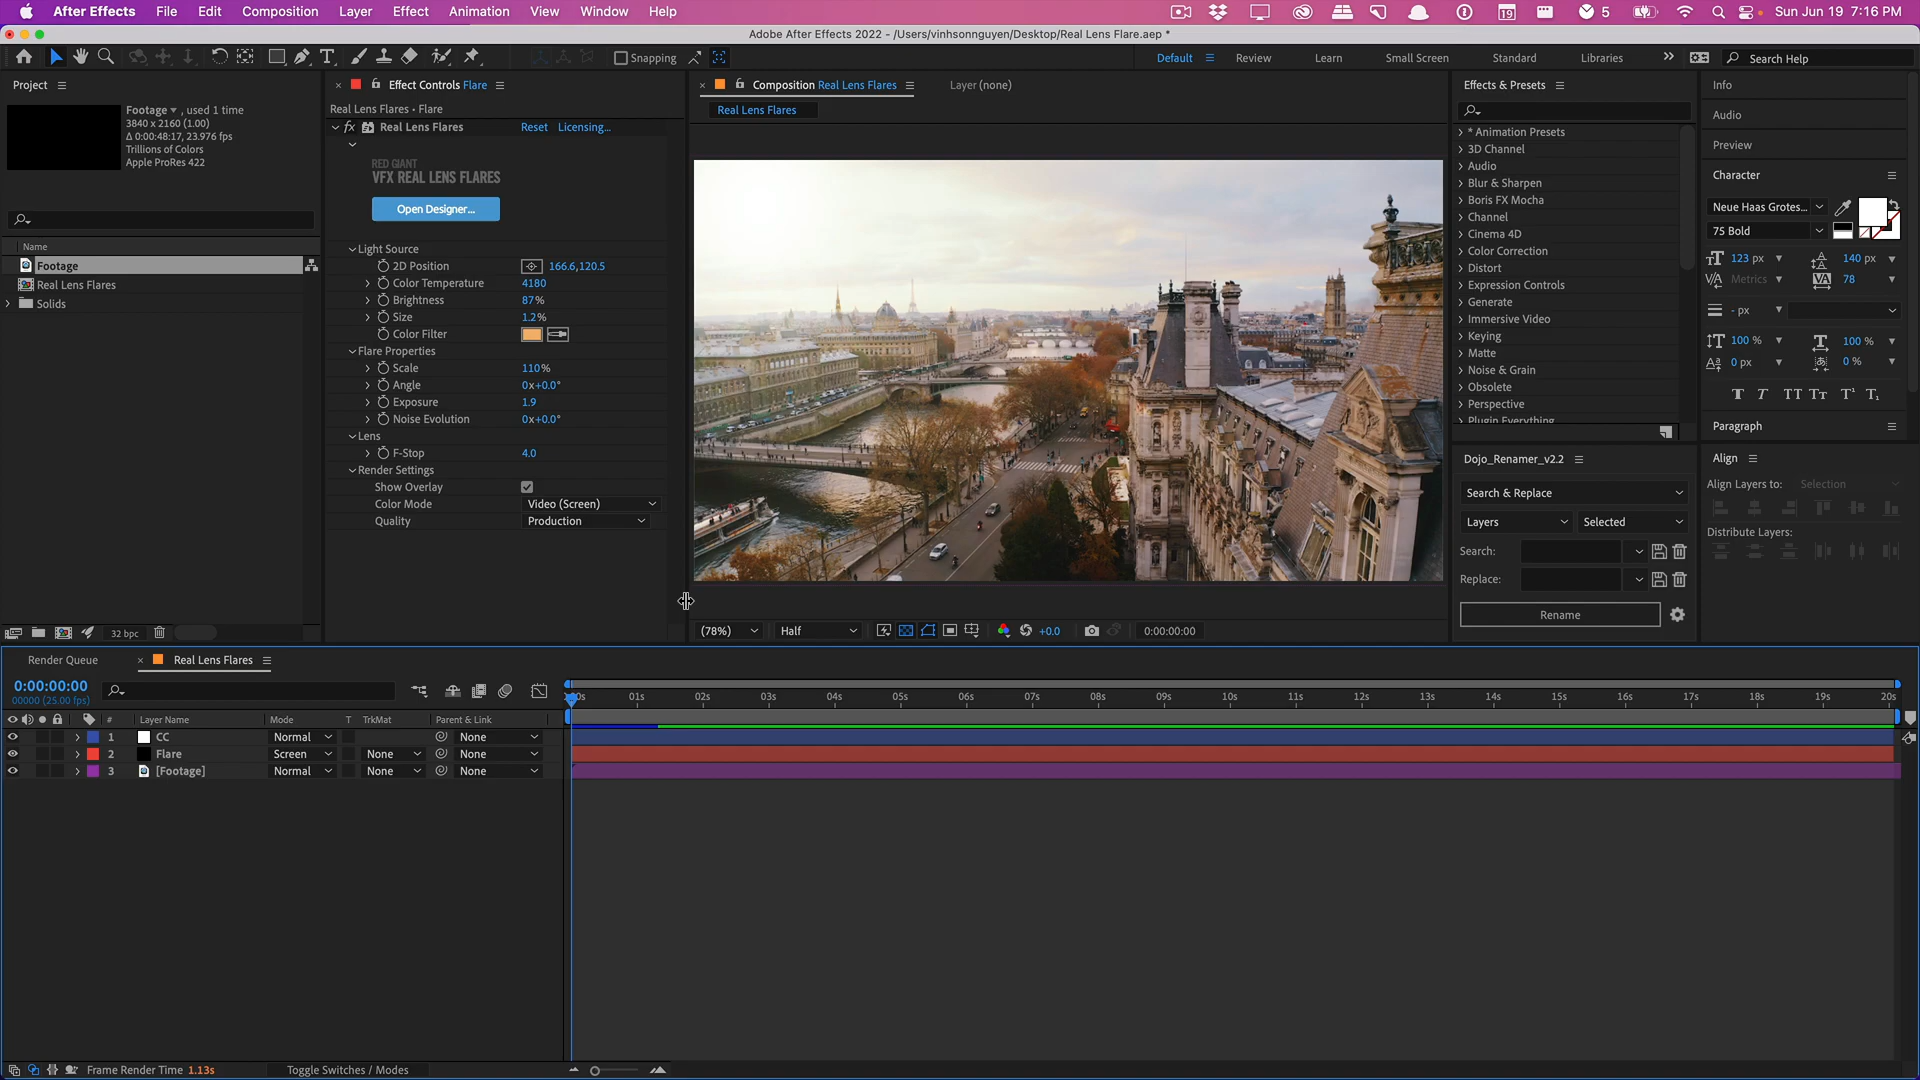 After Effects File Edit Composition Layer Effect Animation View Window Help 19 5 Sun Jun 19 7:16 PM
Adobe After Effects 2022 - /Users/vinhsonnguyen/Desktop/Real Lens Flare.aep *
Snapping Default Review Learn Small Screen Standard Libraries Search Help
Project
Footage , used 1 time
3840 x 2160 (1.00)
Δ 0:00:48:17, 23.976 fps
Trillions of Colors
Apple ProRes 422
Name
Footage
Real Lens Flares
Solids
32 bpc
Effect Controls Flare
Real Lens Flares • Flare
fx Real Lens Flares Reset Licensing...
RED GIANT
VFX REAL LENS FLARES
Open Designer...
Light Source
2D Position 166.6,120.5
Color Temperature 4180
Brightness 87%
Size 1.2%
Color Filter
Flare Properties
Scale 110%
Angle 0x+0.0°
Exposure 1.9
Noise Evolution 0x+0.0°
Lens
F-Stop 4.0
Render Settings
Show Overlay
Color Mode Video (Screen)
Quality Production
Composition Real Lens Flares Layer (none)
Real Lens Flares
(78%) Half +0.0 0:00:00:00
Effects & Presets
* Animation Presets
3D Channel
Audio
Blur & Sharpen
Boris FX Mocha
Channel
Cinema 4D
Color Correction
Distort
Expression Controls
Generate
Immersive Video
Keying
Matte
Noise & Grain
Obsolete
Perspective
Plugin Everything
Dojo_Renamer_v2.2
Search & Replace
Layers Selected
Search:
Replace:
Rename
Info
Audio
Preview
Character
Neue Haas Grotes...
75 Bold
123 px 140 px
Metrics 78
- px
100 % 100 %
0 px 0 %
T T TT Tt T¹ T₁
Paragraph
Align
Align Layers to: Selection
Distribute Layers:
Render Queue Real Lens Flares
0:00:00:00
00000 (25.00 fps)
01s 02s 03s 04s 05s 06s 07s 08s 09s 10s 11s 12s 13s 14s 15s 16s 17s 18s 19s 20s
# Layer Name Mode T TrkMat Parent & Link
1 CC Normal None
2 Flare Screen None None
3 [Footage] Normal None None
Frame Render Time 1.13s Toggle Switches / Modes